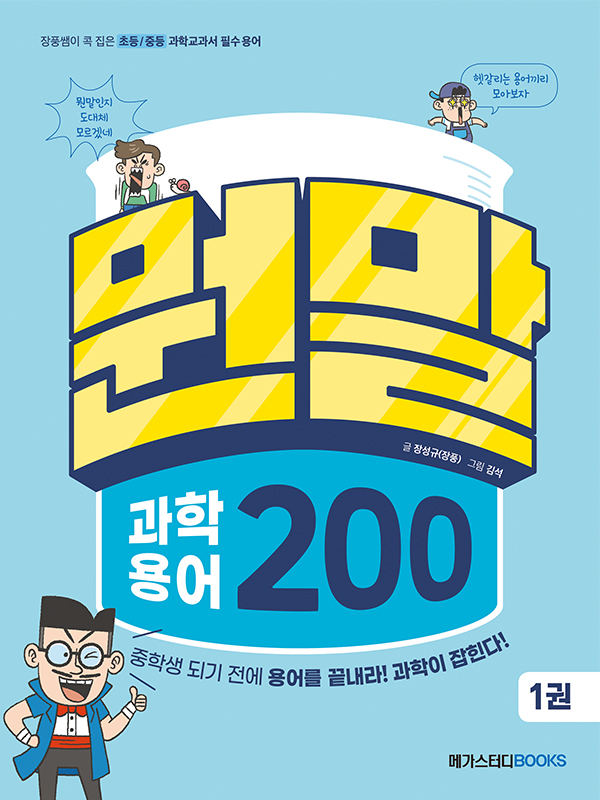 장풍쌤이 콕 집은 초등/중등 과학교과서 필수 용어
뭔말인지
도대체
모르겠네
헷갈리는 용어끼리
모아보자
뭔말
글 장성규(장풍) 그림 김석
과학
용어
200
중학생 되기 전에 용어를 끝내라! 과학이 잡힌다!
1권
메가스터디BOOKS